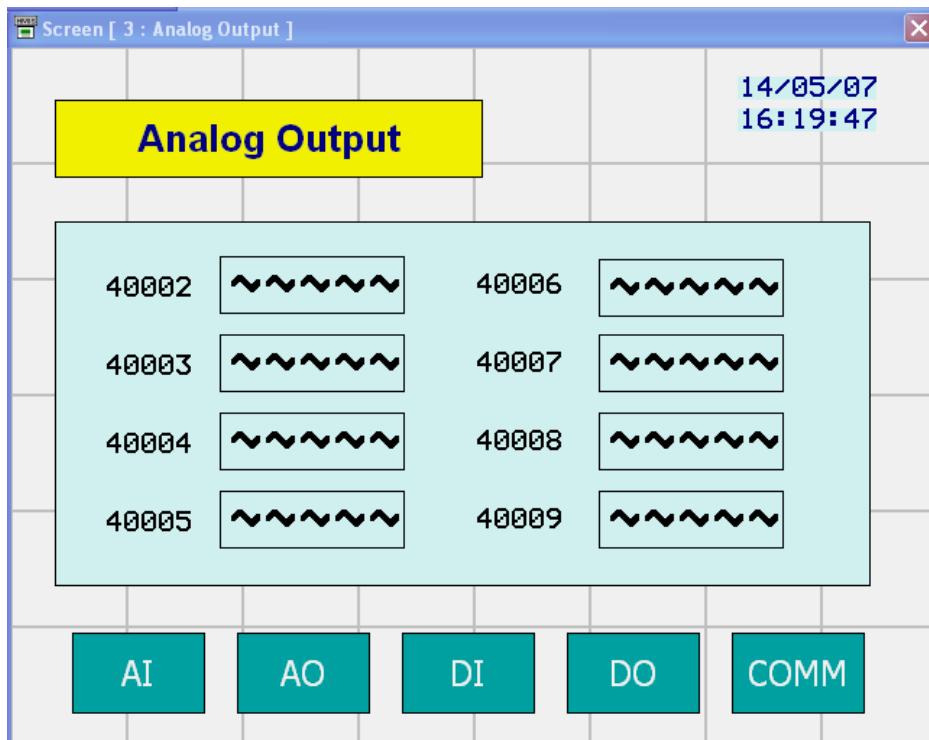 Screen [ 3 : Analog Output ]
14/05/07
16:19:47
Analog Output
40002 ~~~~~ 40006 ~~~~~
40003 ~~~~~ 40007 ~~~~~
40004 ~~~~~ 40008 ~~~~~
40005 ~~~~~ 40009 ~~~~~
AI AO DI DO COMM